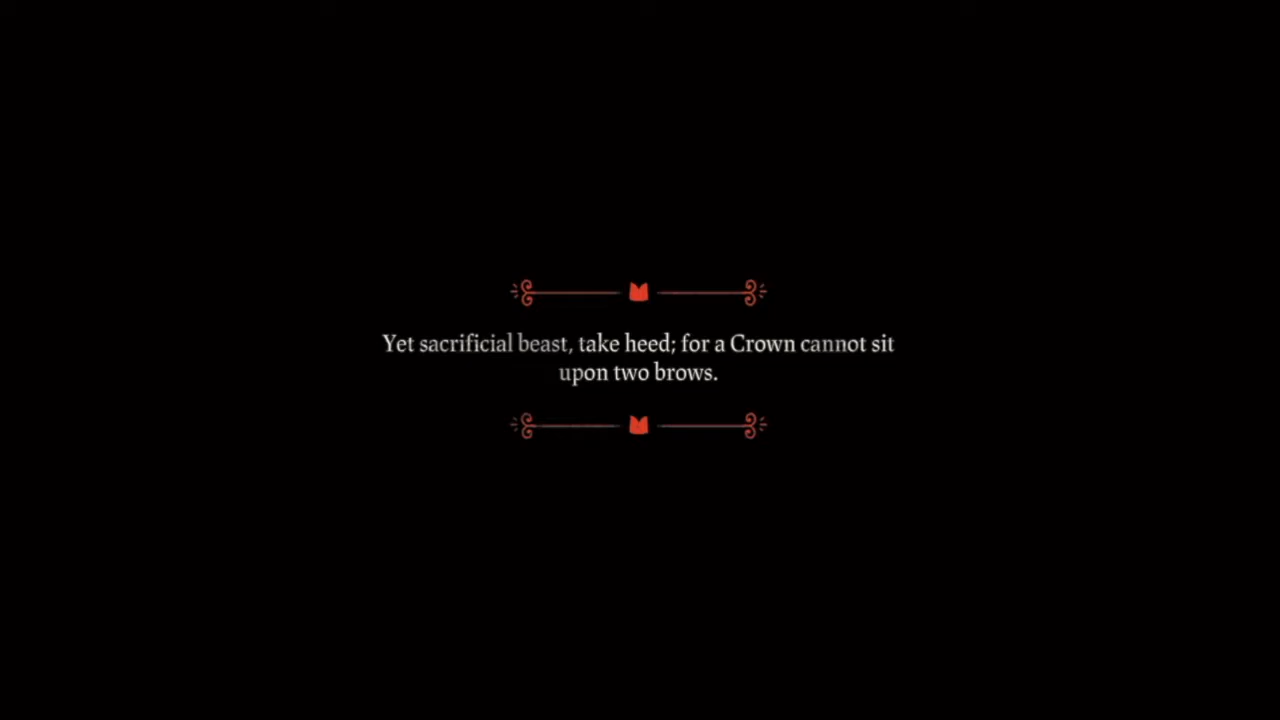 Yet sacrificial beast, take heed; for a Crown cannot sit
upon two brows.